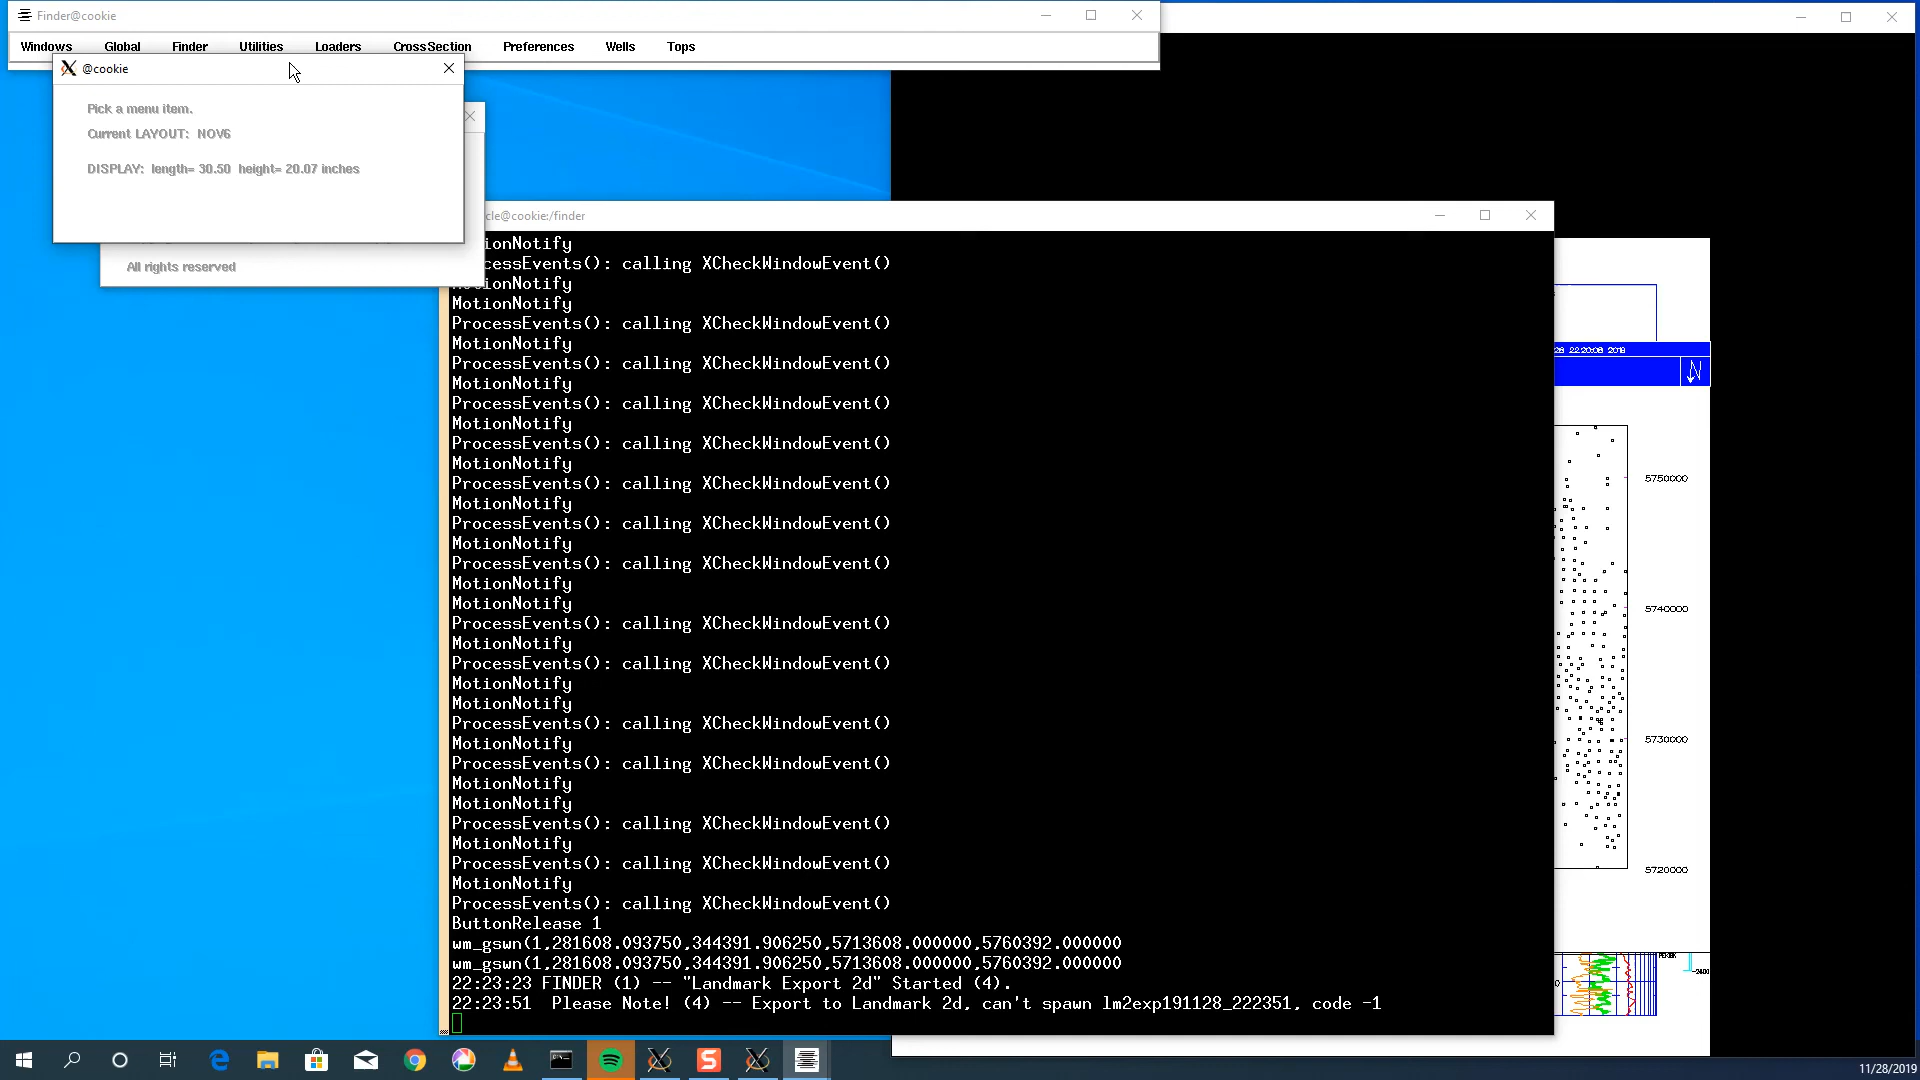 Finder@cookie
Windows Global Finder Utilities Loaders CrossSection Preferences Wells Tops
@cookie
Pick a menu item.
Current LAYOUT: NOV6
DISPLAY: length= 30.50 height= 20.07 inches
All rights reserved
cle@cookie:/finder
ionNotify
cessEvents(): calling XCheckWindowEvent()
ionNotify
MotionNotify
ProcessEvents(): calling XCheckWindowEvent()
MotionNotify
ProcessEvents(): calling XCheckWindowEvent()
MotionNotify
ProcessEvents(): calling XCheckWindowEvent()
MotionNotify
ProcessEvents(): calling XCheckWindowEvent()
MotionNotify
ProcessEvents(): calling XCheckWindowEvent()
MotionNotify
ProcessEvents(): calling XCheckWindowEvent()
MotionNotify
ProcessEvents(): calling XCheckWindowEvent()
MotionNotify
MotionNotify
ProcessEvents(): calling XCheckWindowEvent()
MotionNotify
ProcessEvents(): calling XCheckWindowEvent()
MotionNotify
MotionNotify
ProcessEvents(): calling XCheckWindowEvent()
MotionNotify
ProcessEvents(): calling XCheckWindowEvent()
MotionNotify
MotionNotify
ProcessEvents(): calling XCheckWindowEvent()
MotionNotify
ProcessEvents(): calling XCheckWindowEvent()
MotionNotify
ProcessEvents(): calling XCheckWindowEvent()
ButtonRelease 1
wm_gswn(1,281608.093750,344391.906250,5713608.000000,5760392.000000
wm_gswn(1,281608.093750,344391.906250,5713608.000000,5760392.000000
22:23:23 FINDER (1) -- "Landmark Export 2d" Started (4).
22:23:51 Please Note! (4) -- Export to Landmark 2d, can't spawn lm2exp191128_222351, code -1
N
5750000
5740000
5730000
5720000
2400
11/28/2019